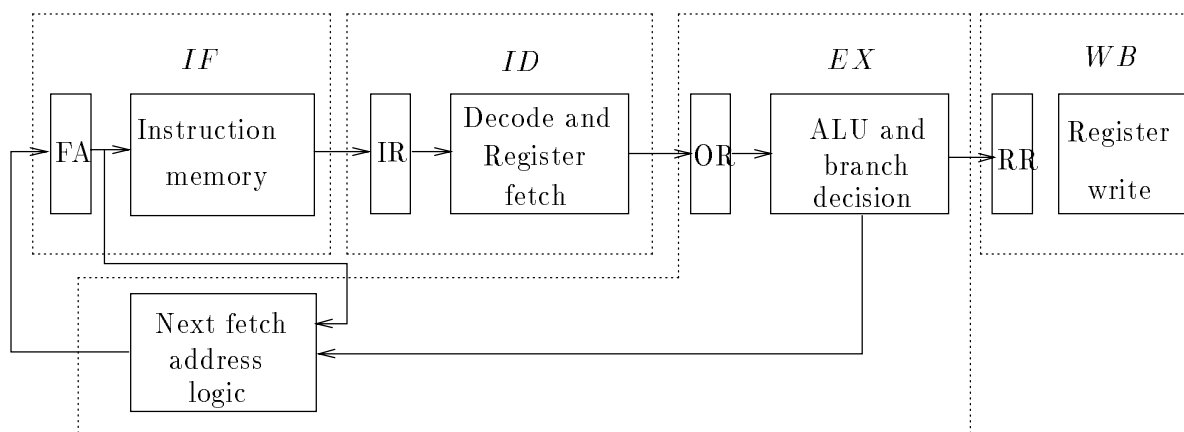 IF
ID
EX
WB
FA
Instruction
memory
IR
Decode and
Register
fetch
OR
ALU and
branch
decision
RR
Register
write
Next fetch
address
logic